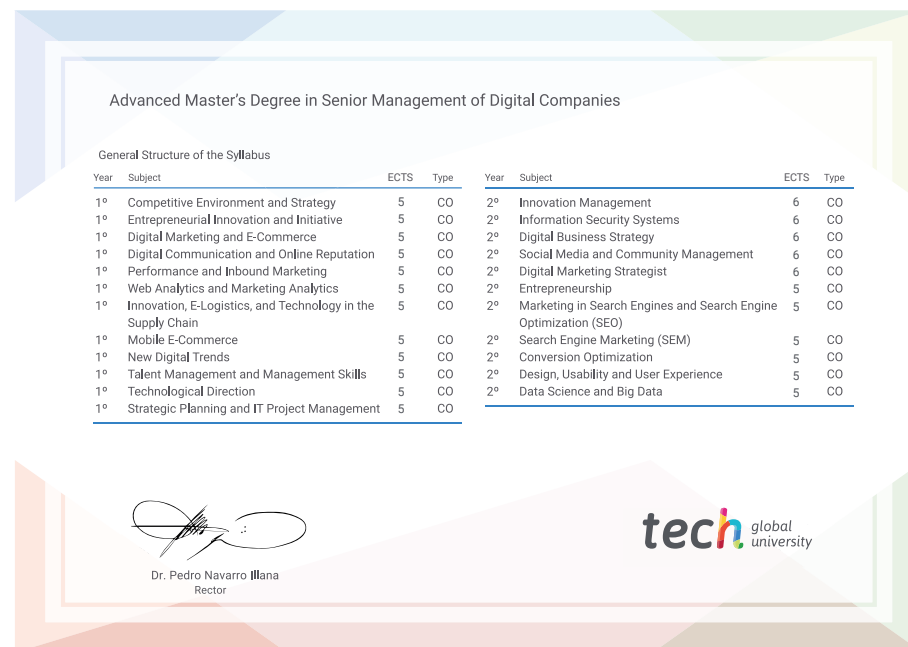 Advanced Master's Degree in Senior Management of Digital Companies
General Structure of the Syllabus
Year Subject ECTS Type
1º Competitive Environment and Strategy 5 CO
1º Entrepreneurial Innovation and Initiative 5 CO
1º Digital Marketing and E-Commerce 5 CO
1º Digital Communication and Online Reputation 5 CO
1º Performance and Inbound Marketing 5 CO
1º Web Analytics and Marketing Analytics 5 CO
1º Innovation, E-Logistics, and Technology in the 5 CO
Supply Chain
1º Mobile E-Commerce 5 CO
1º New Digital Trends 5 CO
1º Talent Management and Management Skills 5 CO
1º Technological Direction 5 CO
1º Strategic Planning and IT Project Management 5 CO
Year Subject ECTS Type
2º Innovation Management 6 CO
2º Information Security Systems 6 CO
2º Digital Business Strategy 6 CO
2º Social Media and Community Management 6 CO
2º Digital Marketing Strategist 6 CO
2º Entrepreneurship 5 CO
2º Marketing in Search Engines and Search Engine 5 CO
Optimization (SEO)
2º Search Engine Marketing (SEM) 5 CO
2º Conversion Optimization 5 CO
2º Design, Usability and User Experience 5 CO
2º Data Science and Big Data 5 CO
Dr. Pedro Navarro Illana
Rector
tech global
university